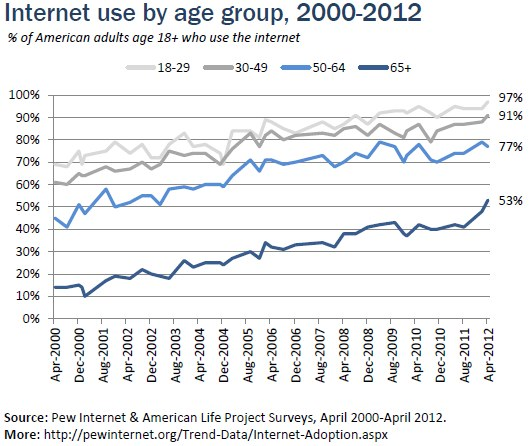 Internet use by age group, 2000-2012
% of American adults age 18+ who use the internet
18-29 30-49 50-64 65+
100%
90%
80%
70%
60%
50%
40%
30%
20%
10%
0%
97%
91%
77%
53%
Apr-2000
Dec-2000
Aug-2001
Apr-2002
Dec-2002
Aug-2003
Apr-2004
Dec-2004
Aug-2005
Apr-2006
Dec-2006
Aug-2007
Apr-2008
Dec-2008
Aug-2009
Apr-2010
Dec-2010
Aug-2011
Apr-2012
Source: Pew Internet & American Life Project Surveys, April 2000-April 2012.
More: http://pewinternet.org/Trend-Data/Internet-Adoption.aspx